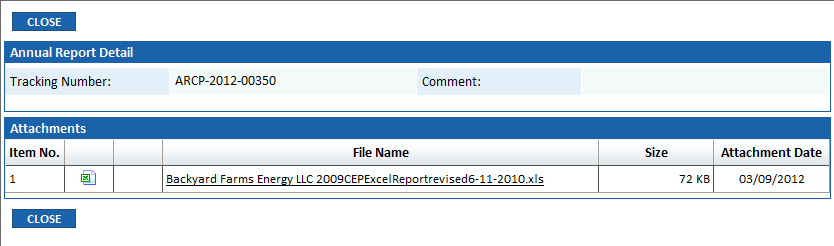 CLOSE
Annual Report Detail
Tracking Number: ARCP-2012-00350 Comment:
Attachments
Item No. File Name Size Attachment Date
1 Backyard Farms Energy LLC 2009CEPExcelReportrevised6-11-2010.xls 72 KB 03/09/2012
CLOSE